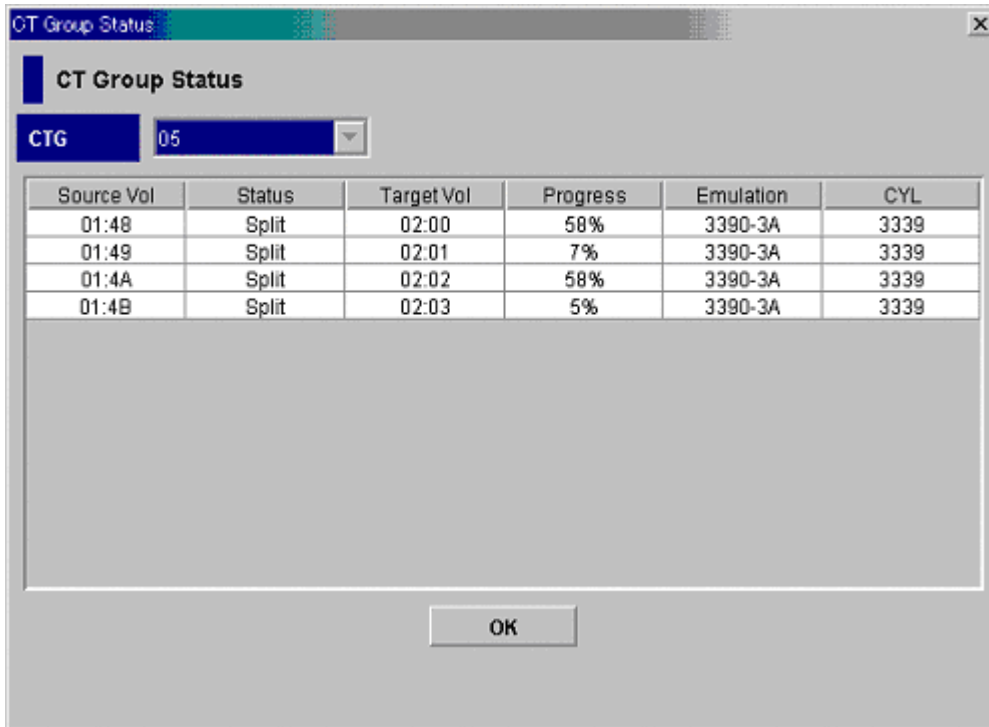 CT Group Status
CT Group Status
CTG 05
Source Vol Status Target Vol Progress Emulation CYL
01:48 Split 02:00 58% 3390-3A 3339
01:49 Split 02:01 7% 3390-3A 3339
01:4A Split 02:02 58% 3390-3A 3339
01:4B Split 02:03 5% 3390-3A 3339
OK